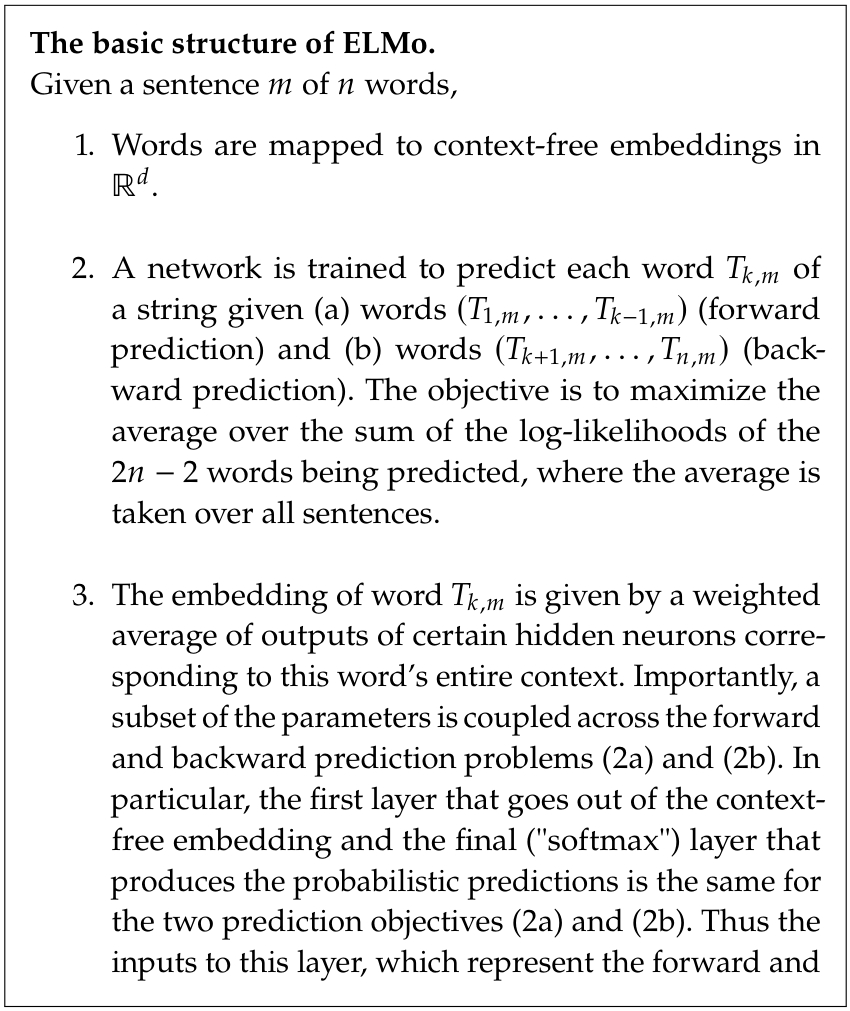 The basic structure of ELMo.
Given a sentence m of n words,
1. Words are mapped to context-free embeddings in
ℝ^d.
2. A network is trained to predict each word T_{k,m} of
a string given (a) words (T_{1,m}, . . . , T_{k−1,m}) (forward
prediction) and (b) words (T_{k+1,m}, . . . , T_{n,m}) (back-
ward prediction). The objective is to maximize the
average over the sum of the log-likelihoods of the
2n − 2 words being predicted, where the average is
taken over all sentences.
3. The embedding of word T_{k,m} is given by a weighted
average of outputs of certain hidden neurons corre-
sponding to this word's entire context. Importantly, a
subset of the parameters is coupled across the forward
and backward prediction problems (2a) and (2b). In
particular, the first layer that goes out of the context-
free embedding and the final ("softmax") layer that
produces the probabilistic predictions is the same for
the two prediction objectives (2a) and (2b). Thus the
inputs to this layer, which represent the forward and